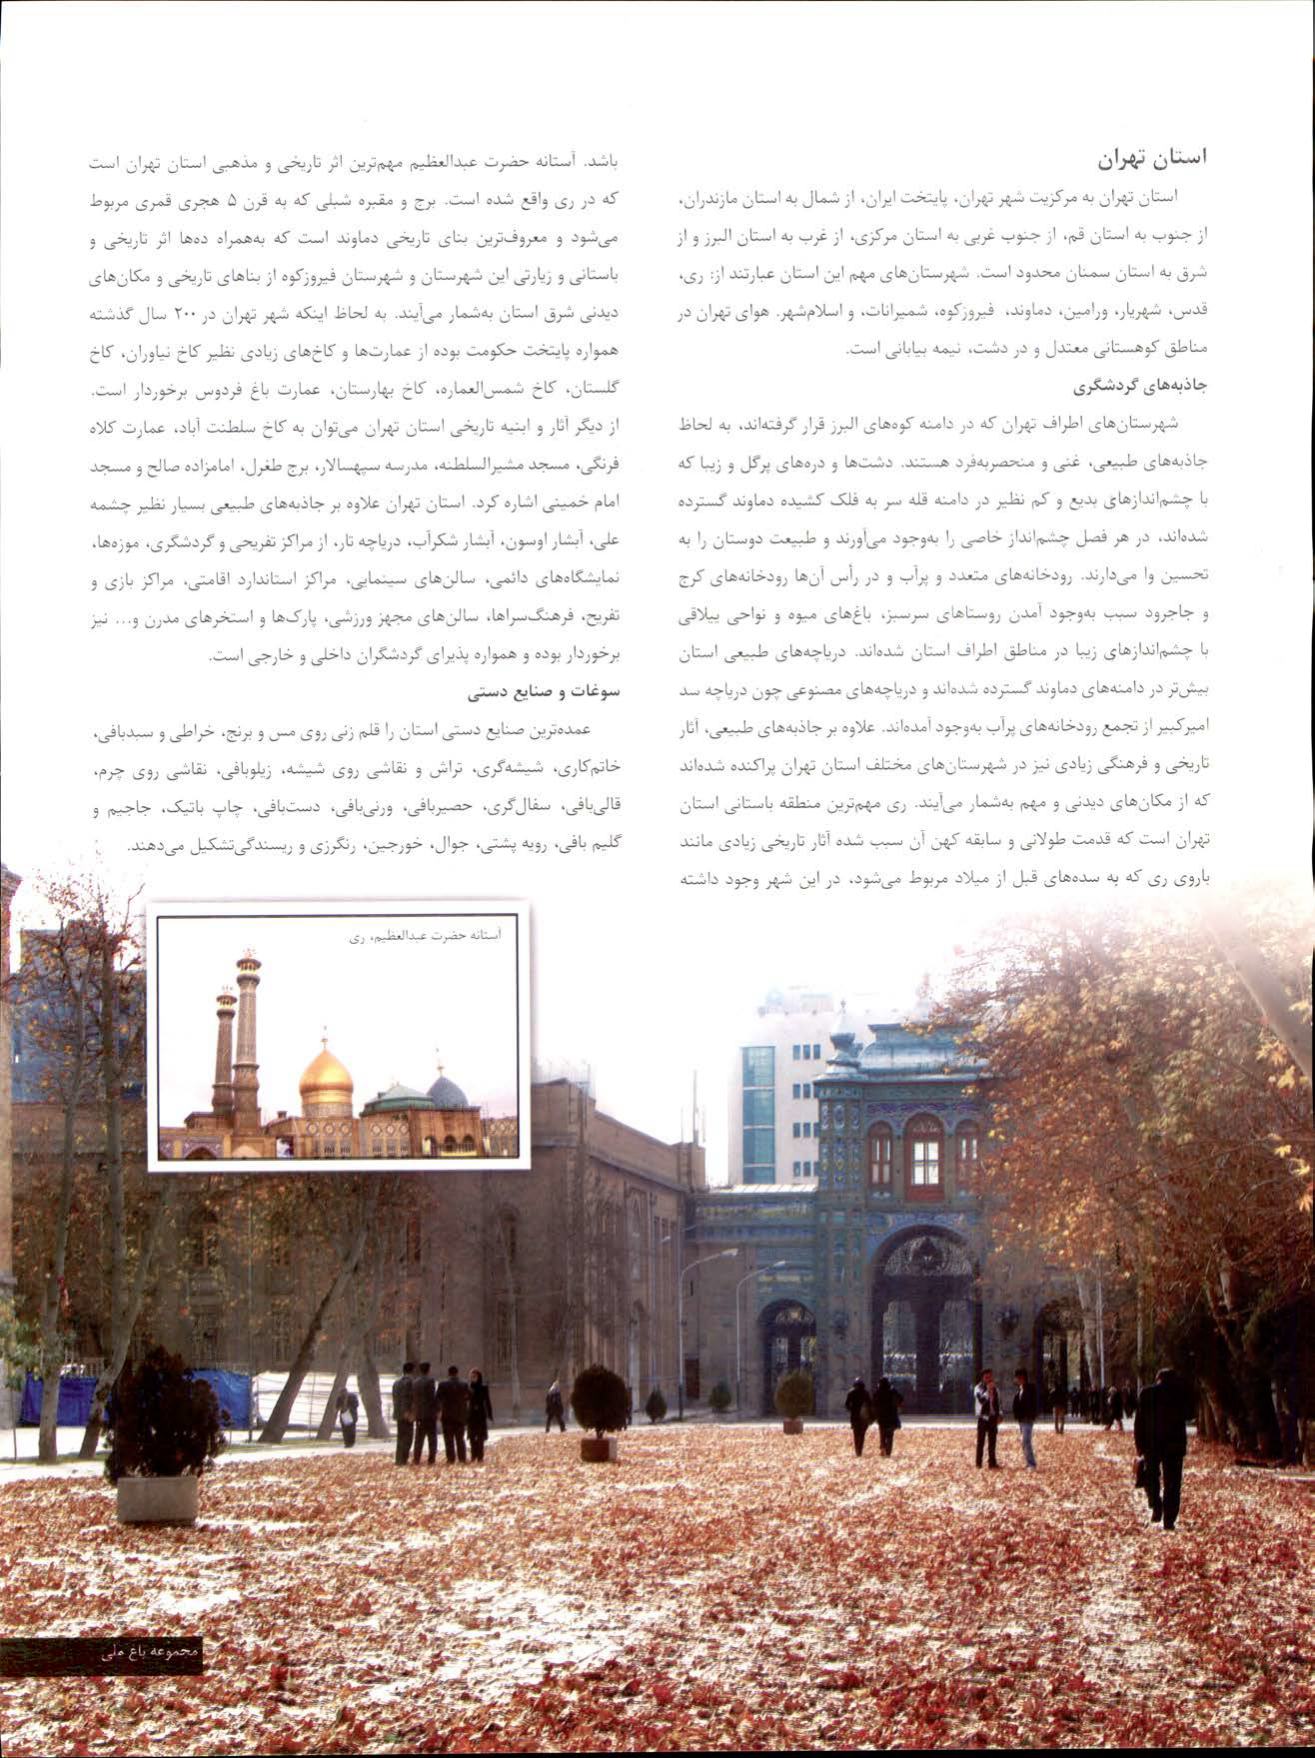 استان تهران
استان تهران به مرکزیت شهر تهران، پایتخت ایران، از شمال به استان مازندران،
از جنوب به استان قم، از جنوب غربی به استان مرکزی، از غرب به استان البرز و از
شرق به استان سمنان محدود است. شهرستان‌های مهم این استان عبارتند از: ری،
قدس، شهریار، ورامین، دماوند، فیروزکوه، شمیرانات، و اسلام‌شهر. هوای تهران در
مناطق کوهستانی معتدل و در دشت، نیمه بیابانی است.
جاذبه‌های گردشگری
شهرستان‌های اطراف تهران که در دامنه کوه‌های البرز قرار گرفته‌اند، به لحاظ
جاذبه‌های طبیعی، غنی و منحصربه‌فرد هستند. دشت‌ها و دره‌های پرگل و زیبا که
با چشم‌اندازهای بدیع و کم نظیر در دامنه قله سر به فلک کشیده دماوند گسترده
شده‌اند، در هر فصل چشم‌انداز خاصی را به‌وجود می‌آورند و طبیعت دوستان را به
تحسین وا می‌دارند. رودخانه‌های متعدد و پرآب و در رأس آن‌ها رودخانه‌های کرج
و جاجرود سبب به‌وجود آمدن روستاهای سرسبز، باغ‌های میوه و نواحی ییلاقی
با چشم‌اندازهای زیبا در مناطق اطراف استان شده‌اند. دریاچه‌های طبیعی استان
بیش‌تر در دامنه‌های دماوند گسترده شده‌اند و دریاچه‌های مصنوعی چون دریاچه سد
امیرکبیر از تجمع رودخانه‌های پرآب به‌وجود آمده‌اند. علاوه بر جاذبه‌های طبیعی، آثار
تاریخی و فرهنگی زیادی نیز در شهرستان‌های مختلف استان تهران پراکنده شده‌اند
که از مکان‌های دیدنی و مهم به‌شمار می‌آیند. ری مهم‌ترین منطقه باستانی استان
تهران است که قدمت طولانی و سابقه کهن آن سبب شده آثار تاریخی زیادی مانند
باروی ری که به سده‌های قبل از میلاد مربوط می‌شود، در این شهر وجود داشته
باشد. آستانه حضرت عبدالعظیم مهم‌ترین اثر تاریخی و مذهبی استان تهران است
که در ری واقع شده است. برج و مقبره شبلی که به قرن ۵ هجری قمری مربوط
می‌شود و معروف‌ترین بنای تاریخی دماوند است که به‌همراه ده‌ها اثر تاریخی و
باستانی و زیارتی این شهرستان و شهرستان فیروزکوه از بناهای تاریخی و مکان‌های
دیدنی شرق استان به‌شمار می‌آیند. به لحاظ اینکه شهر تهران در ۲۰۰ سال گذشته
همواره پایتخت حکومت بوده از عمارت‌ها و کاخ‌های زیادی نظیر کاخ نیاوران، کاخ
گلستان، کاخ شمس‌العماره، کاخ بهارستان، عمارت باغ فردوس برخوردار است.
از دیگر آثار و ابنیه تاریخی استان تهران می‌توان به کاخ سلطنت آباد، عمارت کلاه
فرنگی، مسجد مشیرالسلطنه، مدرسه سپهسالار، برج طغرل، امامزاده صالح و مسجد
امام خمینی اشاره کرد. استان تهران علاوه بر جاذبه‌های طبیعی بسیار نظیر چشمه
علی، آبشار اوسون، آبشار شکرآب، دریاچه تار، از مراکز تفریحی و گردشگری، موزه‌ها،
نمایشگاه‌های دائمی، سالن‌های سینمایی، مراکز استاندارد اقامتی، مراکز بازی و
تفریح، فرهنگ‌سراها، سالن‌های مجهز ورزشی، پارک‌ها و استخرهای مدرن و... نیز
برخوردار بوده و همواره پذیرای گردشگران داخلی و خارجی است.
سوغات و صنایع دستی
عمده‌ترین صنایع دستی استان را قلم زنی روی مس و برنج، خراطی و سبدبافی،
خاتم‌کاری، شیشه‌گری، تراش و نقاشی روی شیشه، زیلوبافی، نقاشی روی چرم،
قالی‌بافی، سفال‌گری، حصیربافی، ورنی‌بافی، دست‌بافی، چاپ باتیک، جاجیم و
گلیم بافی، رویه پشتی، جوال، خورجین، رنگرزی و ریسندگی‌تشکیل می‌دهند.
آستانه حضرت عبدالعظیم، ری
مجموعه باغ ملی